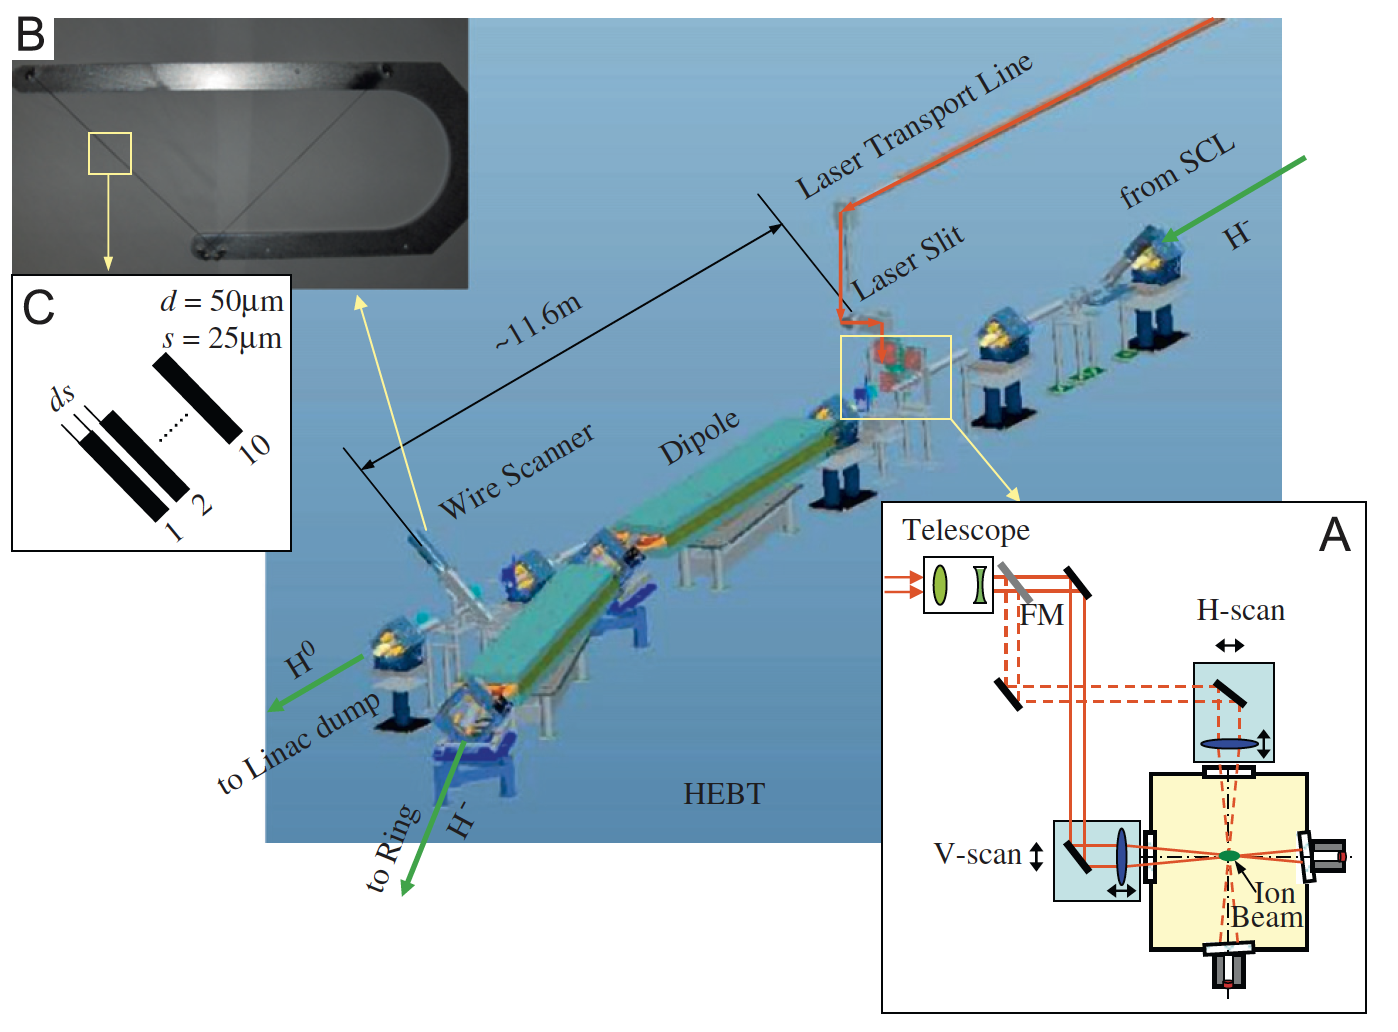 B
Laser Transport Line
from SCL
H⁻
Laser Slit
~11.6m
C
d = 50μm
s = 25μm
ds
1
2
10
Wire Scanner
Dipole
H⁰
to Linac dump
to Ring
H⁻
HEBT
A
Telescope
FM
H-scan
V-scan
Ion
Beam